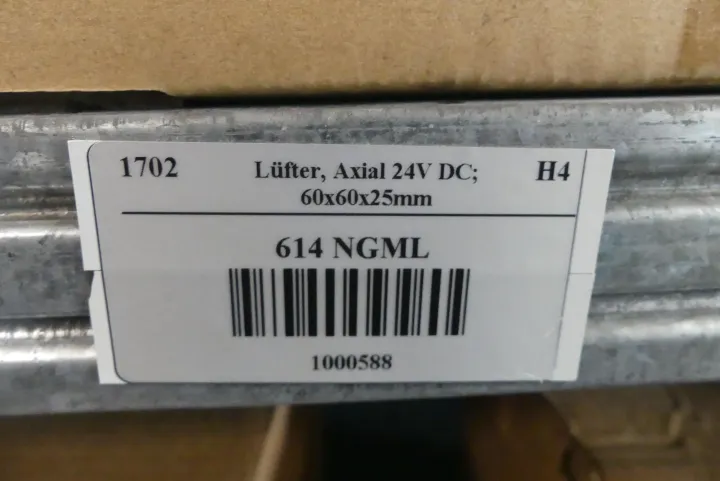 1702 Lüfter, Axial 24V DC; H4
60x60x25mm
614 NGML
1000588